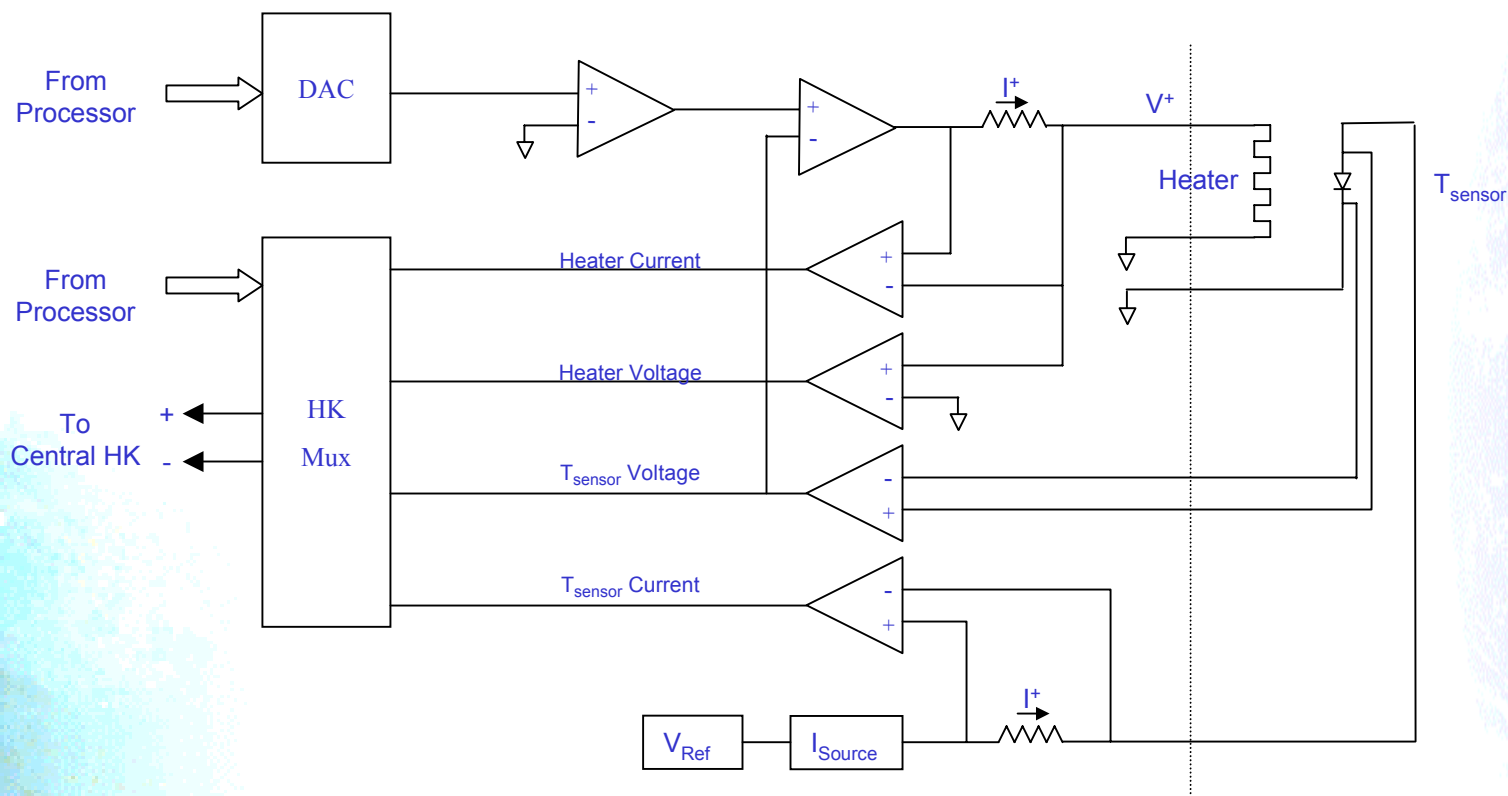 From
Processor
DAC
+
-
+
-
I+
V+
Heater
Tsensor
From
Processor
Heater Current
+
-
Heater Voltage
+
-
To
Central HK
+
-
HK
Mux
Tsensor Voltage
-
+
Tsensor Current
-
+
I+
VRef
ISource